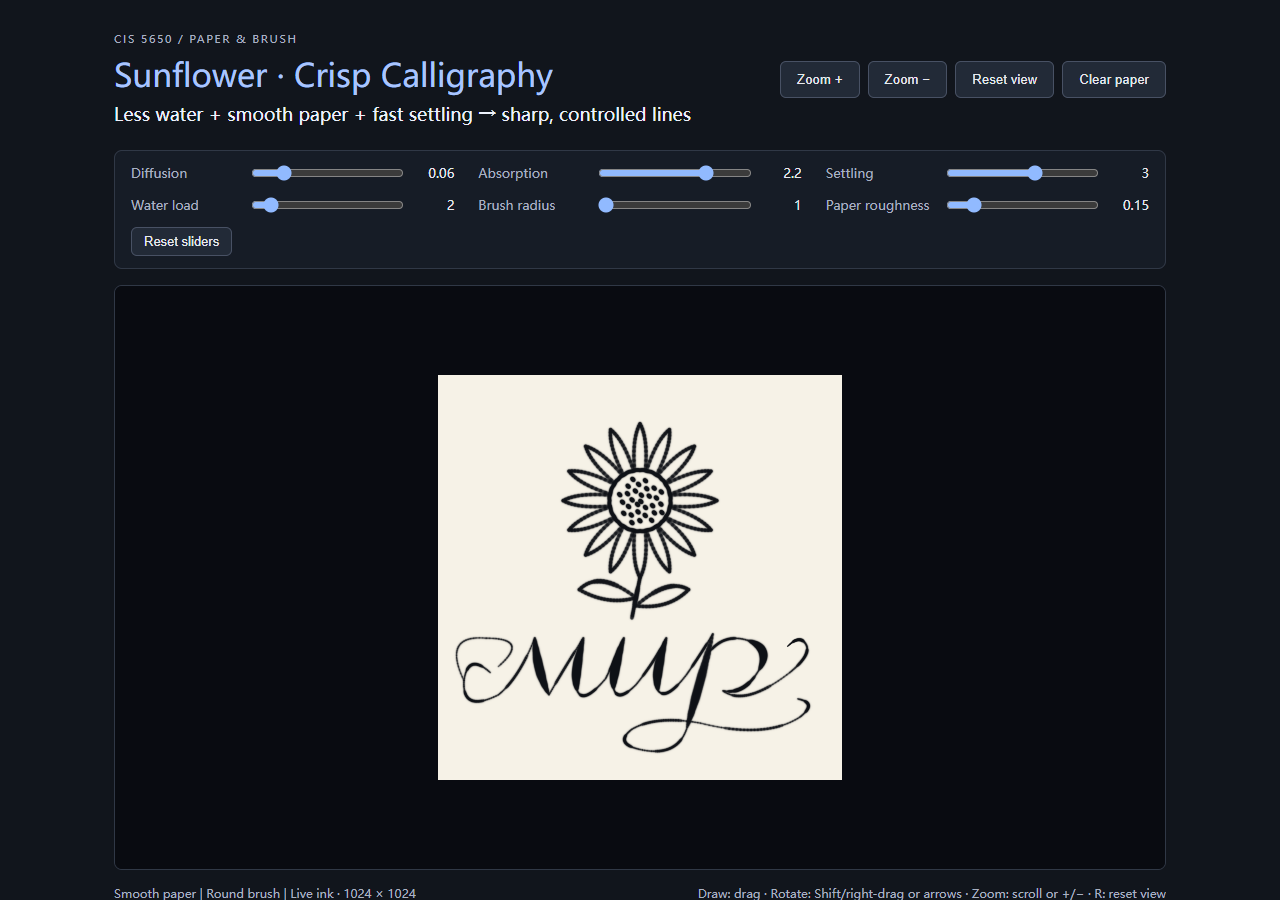 CIS 5650 / PAPER & BRUSH
Sunflower · Crisp Calligraphy
Zoom +
Zoom −
Reset view
Clear paper
Less water + smooth paper + fast settling → sharp, controlled lines
Diffusion 0.06 Absorption 2.2 Settling 3
Water load 2 Brush radius 1 Paper roughness 0.15
Reset sliders
мир
Smooth paper | Round brush | Live ink · 1024 × 1024
Draw: drag · Rotate: Shift/right-drag or arrows · Zoom: scroll or +/− · R: reset view